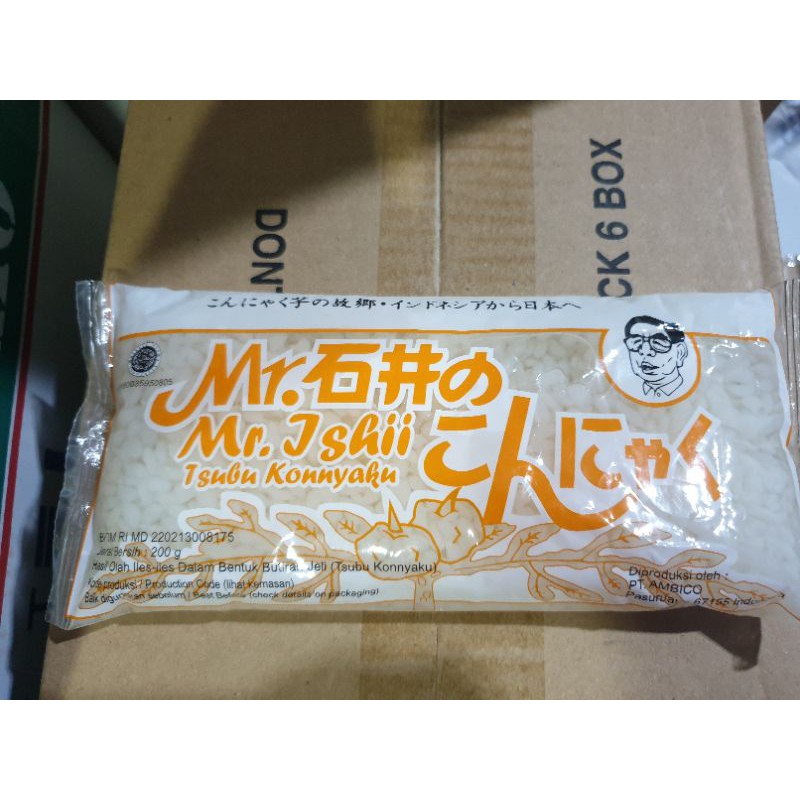 DON'
CK 6 BOX
こんにゃく芋の故郷・インドネシアから日本へ
Mr.石井の
Mr. Ishii
こんにゃく
Tsubu Konnyaku
BPOM RI MD 220213008175
Berat Bersih : 200 g
Hasil Olah Iles-iles Dalam Bentuk Butiran Jeli (Tsubu Konnyaku)
Kode produksi / Production Code (lihat kemasan)
Baik digunakan sebelum / Best Before (check details on packaging)
Diproduksi oleh :
PT AMBICO